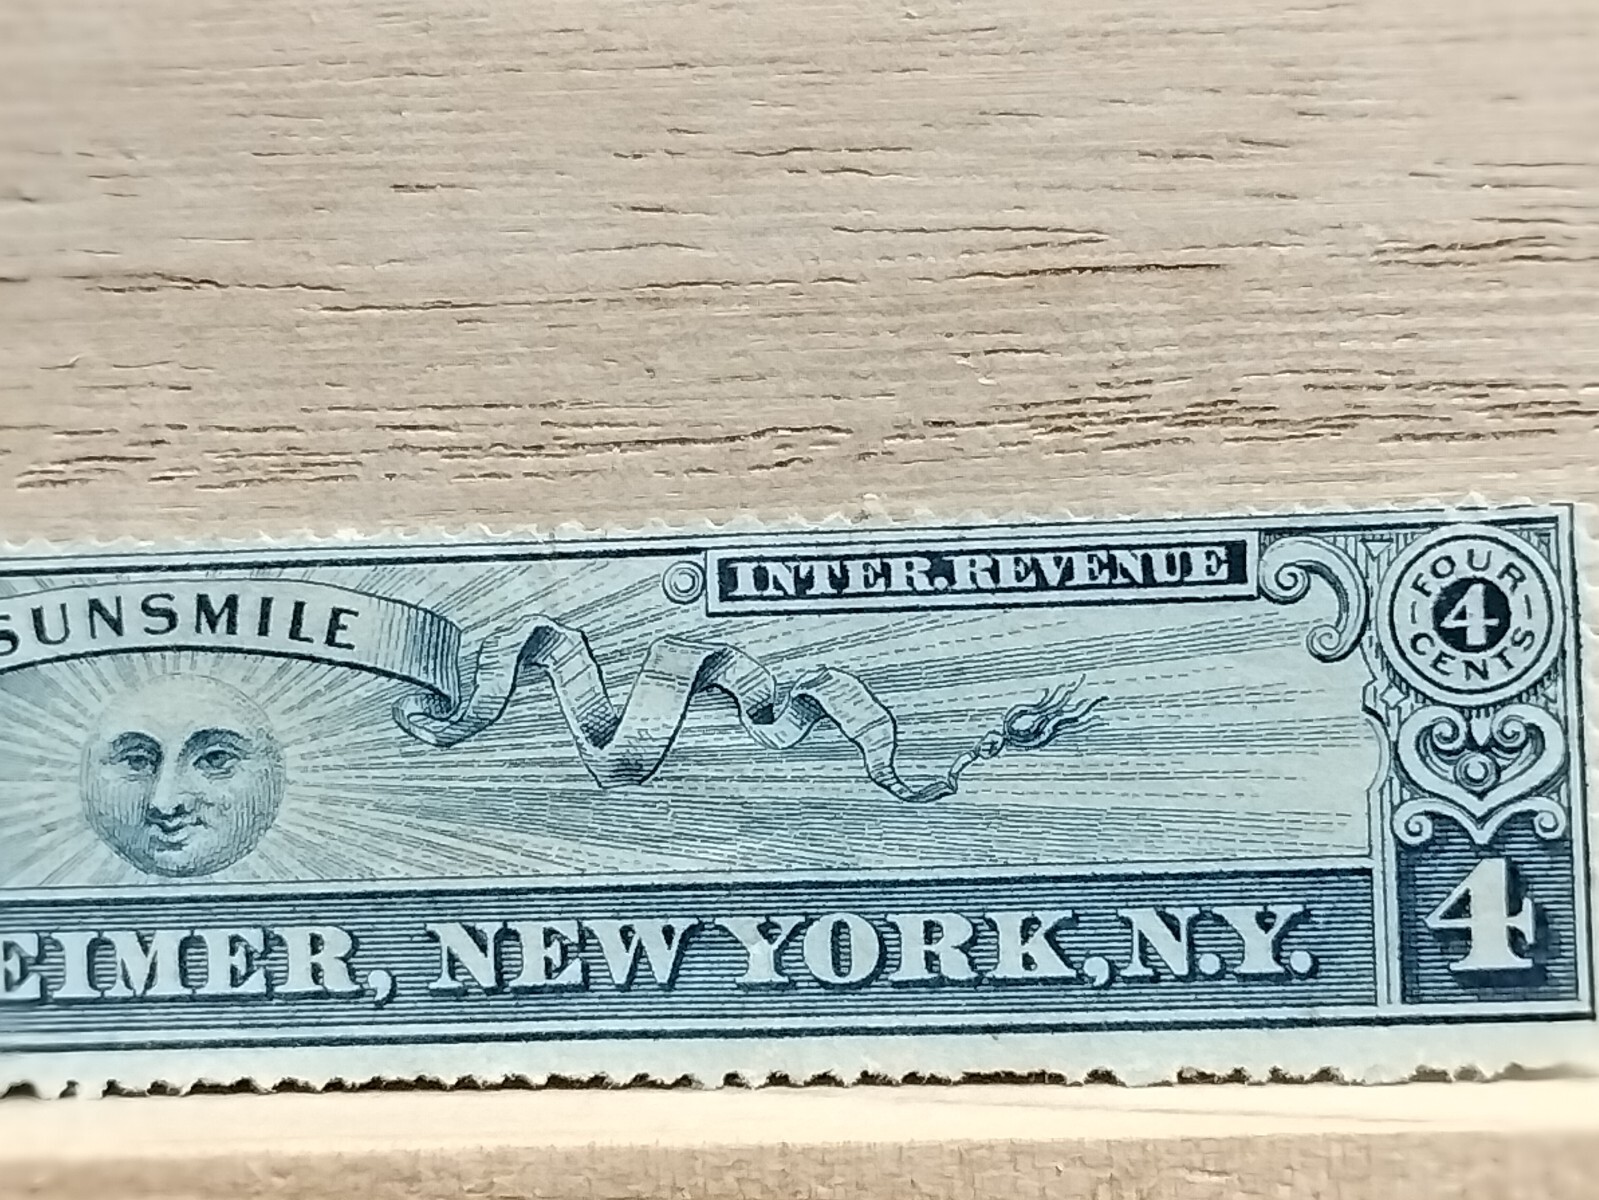 INTER. REVENUE
FOUR
4
CENTS
SUNSMILE
EIMER, NEW YORK, N.Y.
4